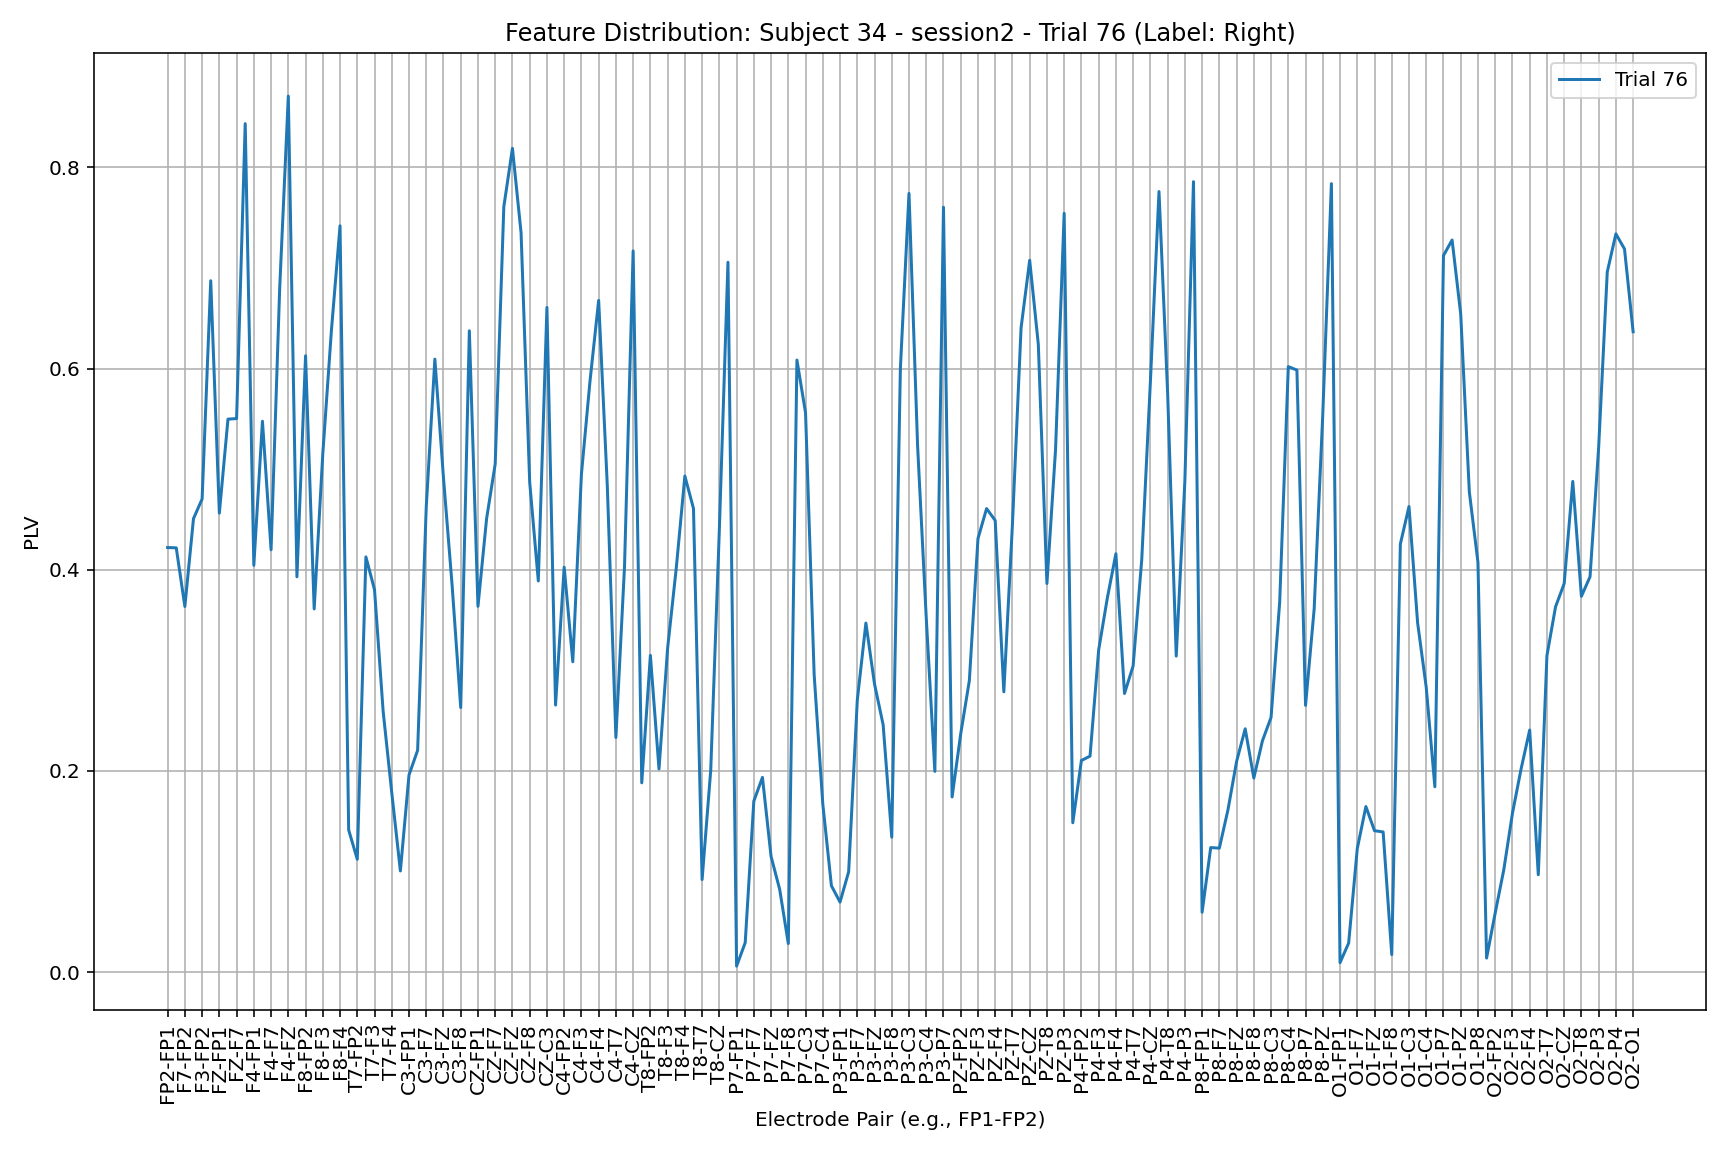 Feature Distribution: Subject 34 - session2 - Trial 76 (Label: Right)
Trial 76
PLV
0.8
0.6
0.4
0.2
0.0
FP2-FP1
F7-FP2
F3-FP2
FZ-FP1
FZ-F7
F4-FP1
F4-F7
F4-FZ
F8-FP2
F8-F3
F8-F4
T7-FP2
T7-F3
T7-F4
C3-FP1
C3-F7
C3-FZ
C3-F8
CZ-FP1
CZ-F7
CZ-FZ
CZ-F8
CZ-C3
C4-FP2
C4-F3
C4-F4
C4-T7
C4-CZ
T8-FP2
T8-F3
T8-F4
T8-T7
T8-CZ
P7-FP1
P7-F7
P7-FZ
P7-F8
P7-C3
P7-C4
P3-FP1
P3-F7
P3-FZ
P3-F8
P3-C3
P3-C4
P3-P7
PZ-FP2
PZ-F3
PZ-F4
PZ-T7
PZ-CZ
PZ-T8
PZ-P3
P4-FP2
P4-F3
P4-F4
P4-T7
P4-CZ
P4-T8
P4-P3
P8-FP1
P8-F7
P8-FZ
P8-F8
P8-C3
P8-C4
P8-P7
P8-PZ
O1-FP1
O1-F7
O1-FZ
O1-F8
O1-C3
O1-C4
O1-P7
O1-PZ
O1-P8
O2-FP2
O2-F3
O2-F4
O2-T7
O2-CZ
O2-T8
O2-P3
O2-P4
O2-O1
Electrode Pair (e.g., FP1-FP2)